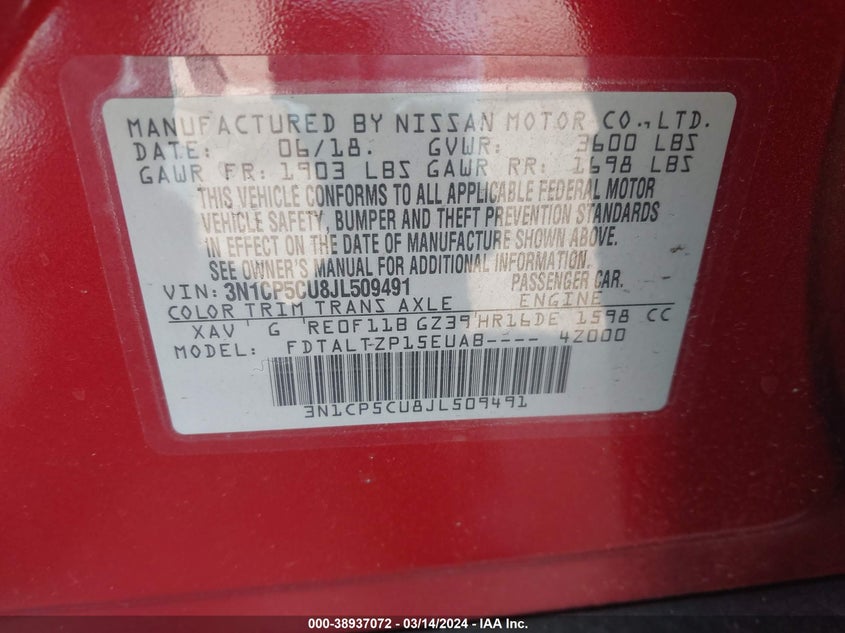 MANUFACTURED BY NISSAN MOTOR CO.,LTD.
DATE: 06/18. GVWR: 3600 LBS
GAWR FR: 1903 LBS GAWR RR: 1698 LBS
THIS VEHICLE CONFORMS TO ALL APPLICABLE FEDERAL MOTOR
VEHICLE SAFETY, BUMPER AND THEFT PREVENTION STANDARDS
IN EFFECT ON THE DATE OF MANUFACTURE SHOWN ABOVE.
SEE OWNER'S MANUAL FOR ADDITIONAL INFORMATION.
VIN: 3N1CP5CU8JL509491 PASSENGER CAR.
COLOR TRIM TRANS AXLE ENGINE
XAV G RE0F11B GZ39 HR16DE 1598 CC
MODEL: FDTALT-ZP15EUAB---- 4Z000
3N1CP5CU8JL509491
000-38937072 - 03/14/2024 - IAA Inc.